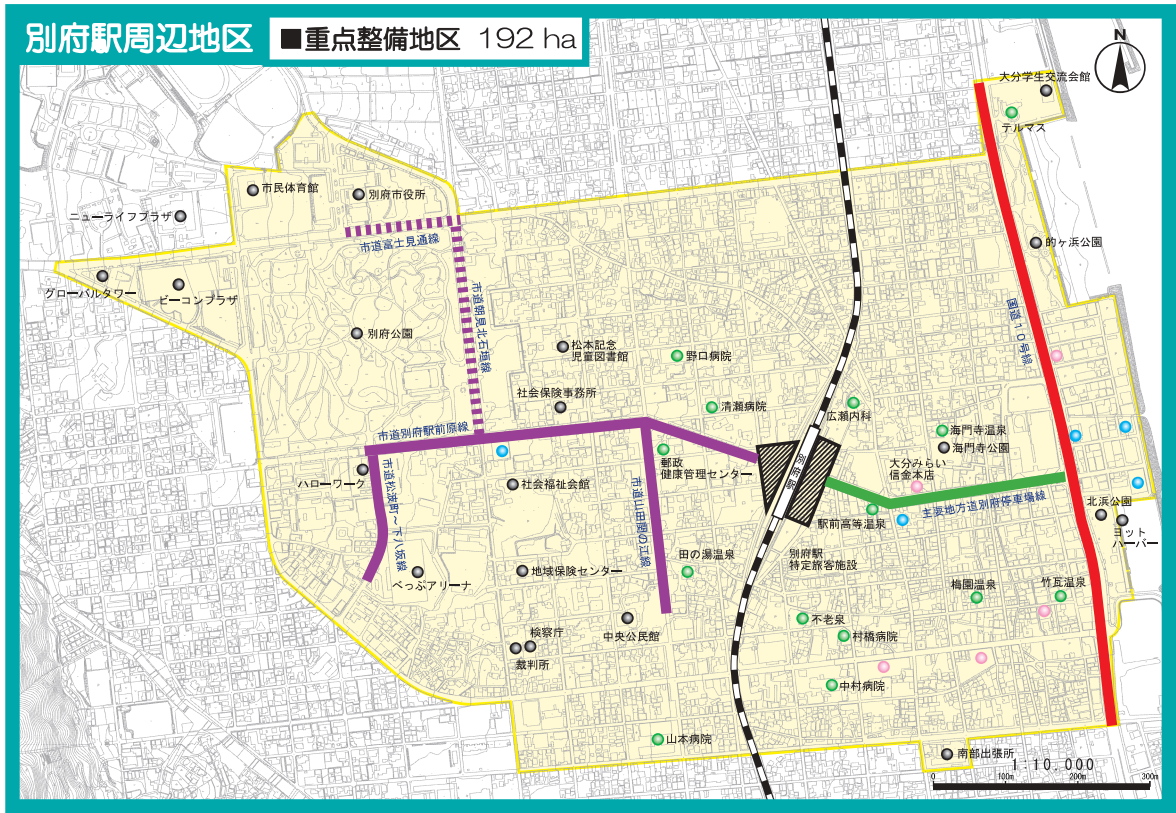 別府駅周辺地区
■重点整備地区 192 ha
N
大分学生交流会館
テルマス
市民体育館
別府市役所
ニューライフプラザ
市道富士見通線
的ヶ浜公園
グローバルタワー
ビーコンプラザ
市道朝見北石垣線
国道10号線
別府公園
松本記念
児童図書館
野口病院
社会保険事務所
清瀬病院
広瀬内科
市道別府駅前原線
海門寺温泉
海門寺公園
郵政
健康管理センター
別府駅
大分みらい
信金本店
ハローワーク
市道松波町~下八坂線
社会福祉会館
市道山田関の江線
主要地方道別府停車場線
北浜公園
ヨット
ハーバー
駅前高等温泉
田の湯温泉
別府駅
特定旅客施設
べっぷアリーナ
地域保険センター
梅園温泉
竹瓦温泉
中央公民館
不老泉
村橋病院
検察庁
裁判所
中村病院
山本病院
南部出張所
1:10,000
0
100m
200m
300m